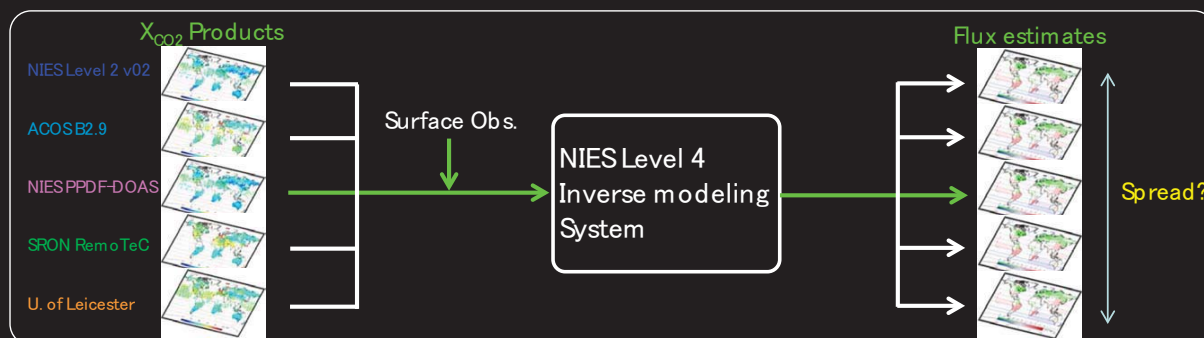 XCO2 Products
NIES Level 2 v02
ACOS B2.9
NIES PPDF-DOAS
SRON RemoTeC
U. of Leicester
Surface Obs.
NIES Level 4
Inverse modeling
System
Flux estimates
Spread?